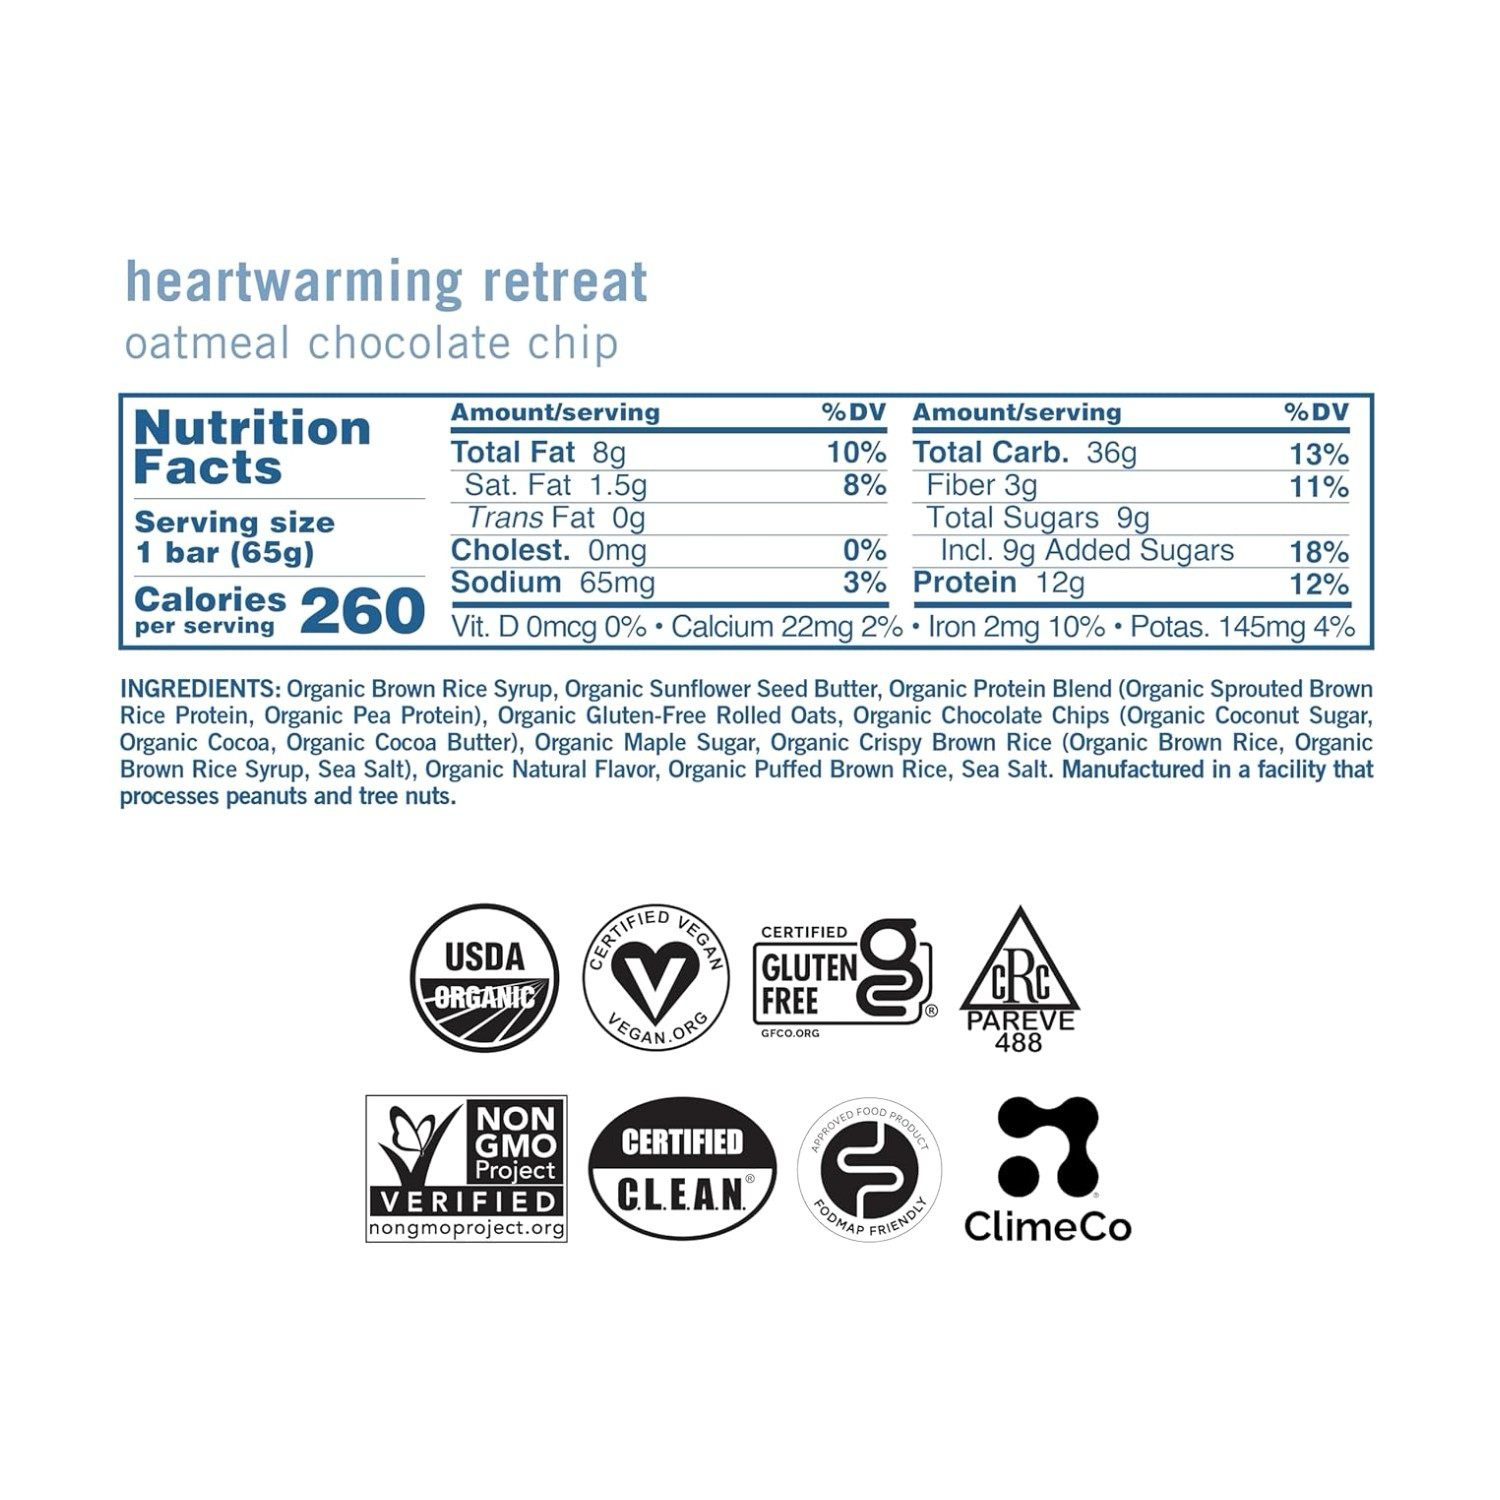 heartwarming retreat
oatmeal chocolate chip
Nutrition
Facts
Serving size
1 bar (65g)
Calories 260
per serving
Amount/serving %DV
Total Fat 8g 10%
Sat. Fat 1.5g 8%
Trans Fat 0g
Cholest. 0mg 0%
Sodium 65mg 3%
Amount/serving %DV
Total Carb. 36g 13%
Fiber 3g 11%
Total Sugars 9g
Incl. 9g Added Sugars 18%
Protein 12g 12%
Vit. D 0mcg 0% • Calcium 22mg 2% • Iron 2mg 10% • Potas. 145mg 4%
INGREDIENTS: Organic Brown Rice Syrup, Organic Sunflower Seed Butter, Organic Protein Blend (Organic Sprouted Brown
Rice Protein, Organic Pea Protein), Organic Gluten-Free Rolled Oats, Organic Chocolate Chips (Organic Coconut Sugar,
Organic Cocoa, Organic Cocoa Butter), Organic Maple Sugar, Organic Crispy Brown Rice (Organic Brown Rice, Organic
Brown Rice Syrup, Sea Salt), Organic Natural Flavor, Organic Puffed Brown Rice, Sea Salt. Manufactured in a facility that
processes peanuts and tree nuts.
USDA
ORGANIC
CERTIFIED VEGAN
V
VEGAN.ORG
CERTIFIED
GLUTEN
FREE
g
®
GFCO.ORG
CRC
PAREVE
488
NON
GMO
Project
VERIFIED
nongmoproject.org
CERTIFIED
C.L.E.A.N.®
APPROVED FOOD PRODUCT
FODMAP FRIENDLY
®
ClimeCo